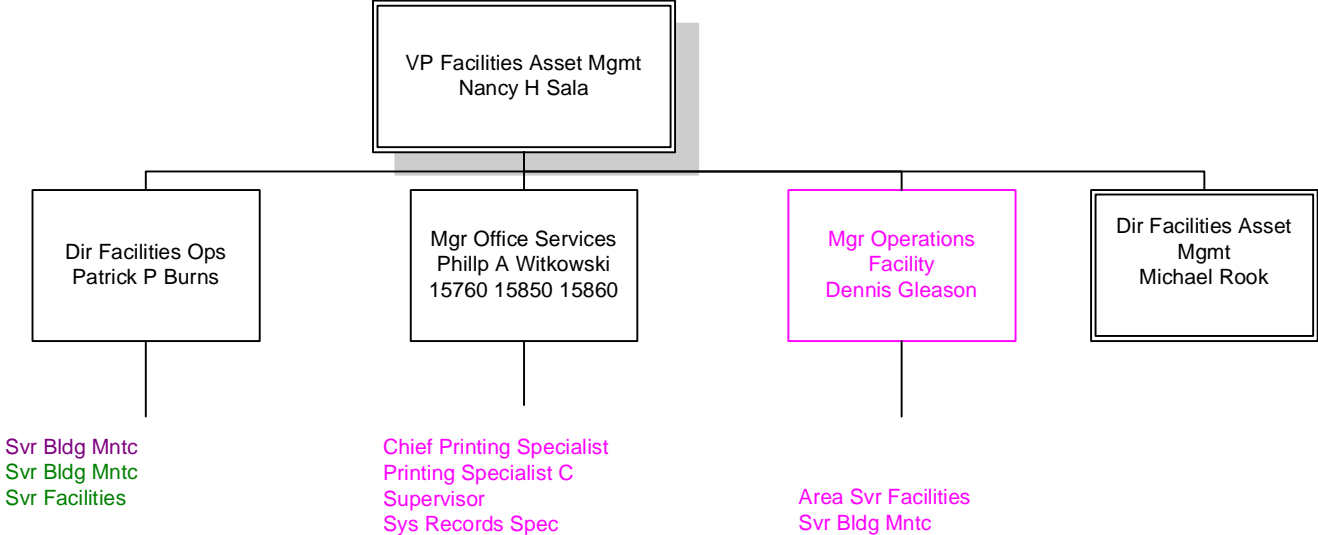 VP Facilities Asset Mgmt
Nancy H Sala
Dir Facilities Ops
Patrick P Burns
Mgr Office Services
Phillp A Witkowski
15760 15850 15860
Mgr Operations
Facility
Dennis Gleason
Dir Facilities Asset
Mgmt
Michael Rook
Svr Bldg Mntc
Svr Bldg Mntc
Svr Facilities
Chief Printing Specialist
Printing Specialist C
Supervisor
Sys Records Spec
Area Svr Facilities
Svr Bldg Mntc